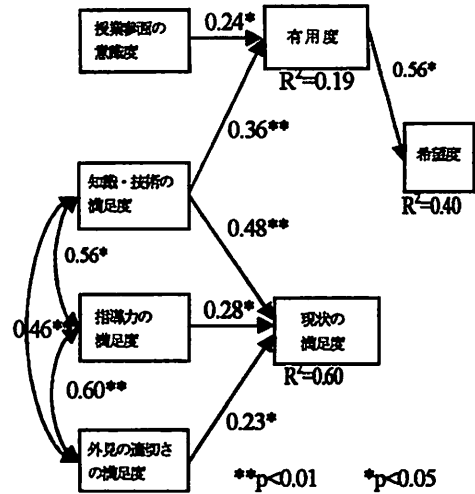 授業参画の
意識度
0.24*
有用度
R²=0.19
0.56*
0.36**
希望度
R²=0.40
知識・技術の
満足度
0.48**
0.56*
指導力の
満足度
0.28*
現状の
満足度
R²=0.60
0.46*
0.60**
0.23*
外見の適切さ
の満足度
**p<0.01
*p<0.05